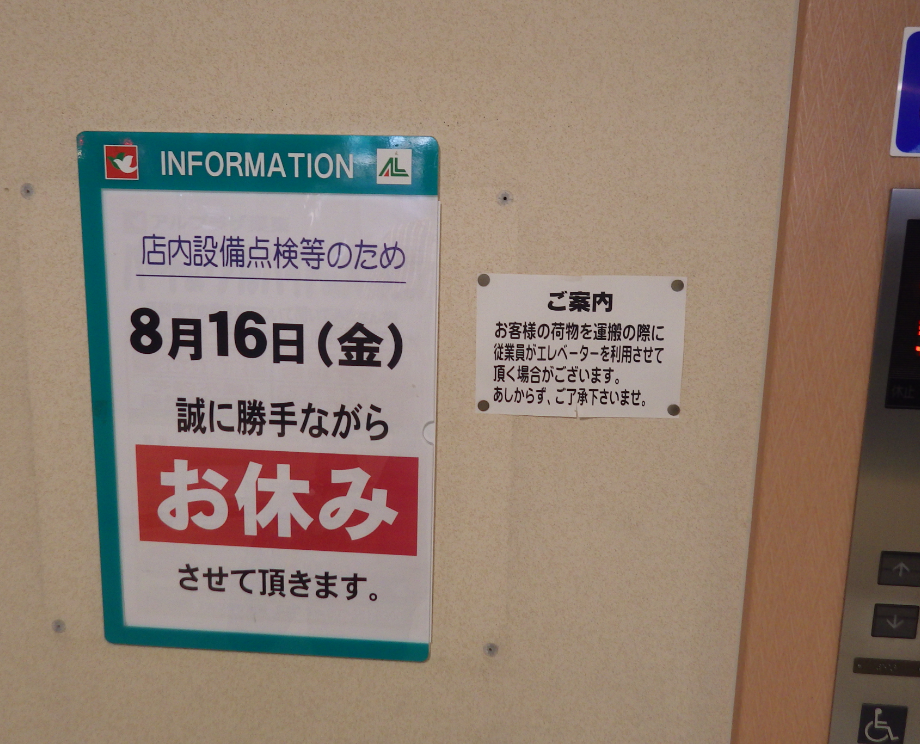 INFORMATION
店内設備点検等のため
8月16日(金)
誠に勝手ながら
お休み
させて頂きます。
ご案内
お客様の荷物を運搬の際に
従業員がエレベーターを利用させて
頂く場合がございます。
あしからず、ご了承下さいませ。